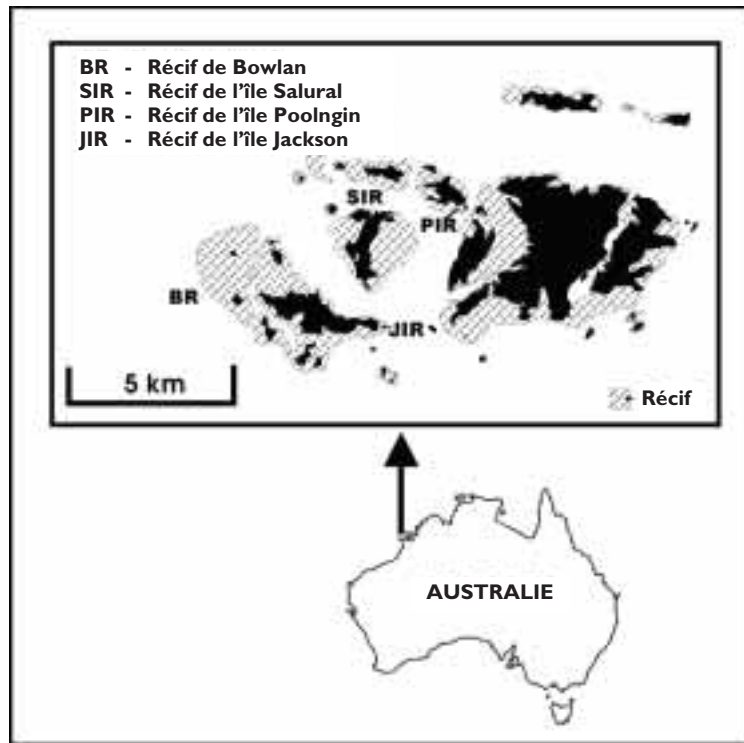 BR - Récif de Bowlan
SIR - Récif de l'île Salural
PIR - Récif de l'île Poolngin
JIR - Récif de l'île Jackson
SIR
PIR
BR
JIR
5 km
Récif
AUSTRALIE